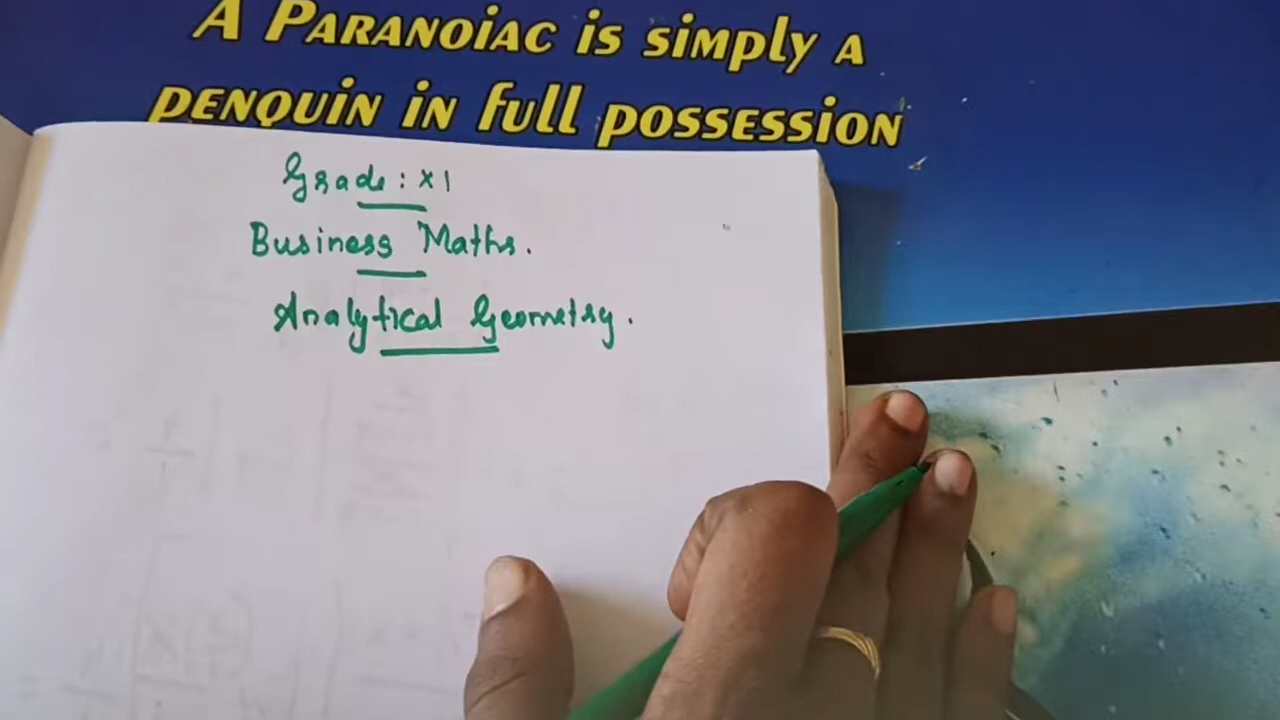 A PARANOiAC iS SiMPLY A
PENQUiN iN fULL POSSESSiON
Grade : XI
Business Maths.
Analytical Geometry.